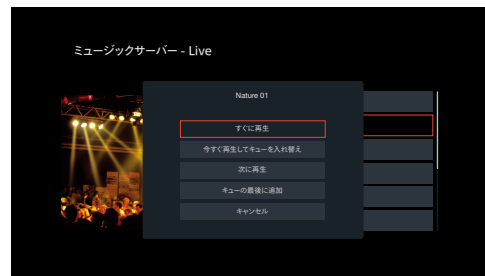 ミュージックサーバー - Live
Nature 01
すぐに再生
今すぐ再生してキューを入れ替え
次に再生
キューの最後に追加
キャンセル